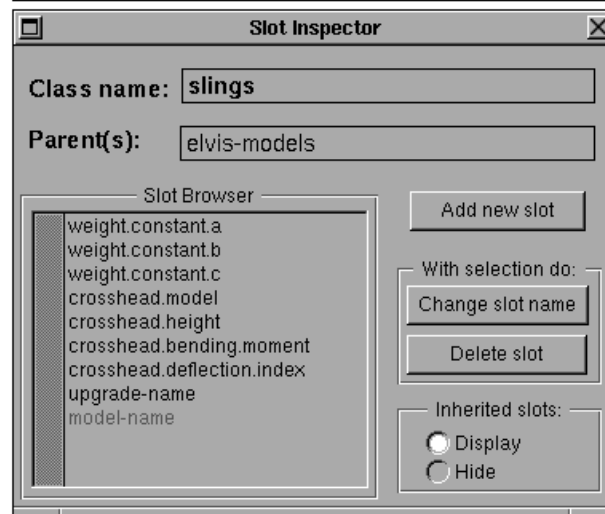 Slot Inspector
Class name: slings
Parent(s): elvis-models
Slot Browser
weight.constant.a
weight.constant.b
weight.constant.c
crosshead.model
crosshead.height
crosshead.bending.moment
crosshead.deflection.index
upgrade-name
model-name
Add new slot
With selection do:
Change slot name
Delete slot
Inherited slots:
Display
Hide